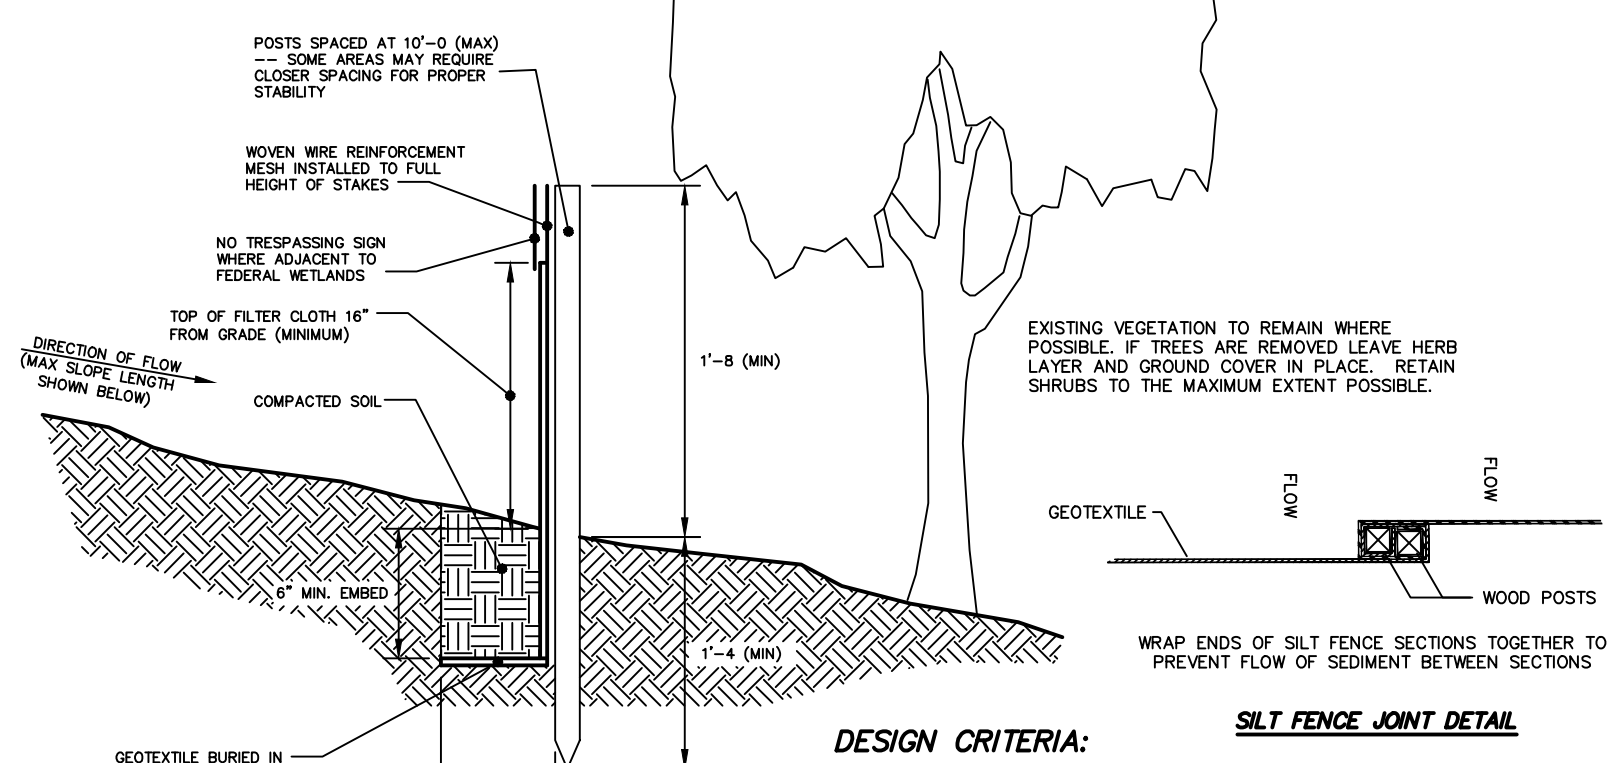 POSTS SPACED AT 10'-0 (MAX)
-- SOME AREAS MAY REQUIRE
CLOSER SPACING FOR PROPER
STABILITY
WOVEN WIRE REINFORCEMENT
MESH INSTALLED TO FULL
HEIGHT OF STAKES
NO TRESPASSING SIGN
WHERE ADJACENT TO
FEDERAL WETLANDS
TOP OF FILTER CLOTH 16"
FROM GRADE (MINIMUM)
DIRECTION OF FLOW
(MAX SLOPE LENGTH
SHOWN BELOW)
COMPACTED SOIL
1'-8 (MIN)
6" MIN. EMBED
1'-4 (MIN)
GEOTEXTILE BURIED IN
EXISTING VEGETATION TO REMAIN WHERE
POSSIBLE. IF TREES ARE REMOVED LEAVE HERB
LAYER AND GROUND COVER IN PLACE. RETAIN
SHRUBS TO THE MAXIMUM EXTENT POSSIBLE.
FLOW
FLOW
GEOTEXTILE
WOOD POSTS
WRAP ENDS OF SILT FENCE SECTIONS TOGETHER TO
PREVENT FLOW OF SEDIMENT BETWEEN SECTIONS
SILT FENCE JOINT DETAIL
DESIGN CRITERIA: